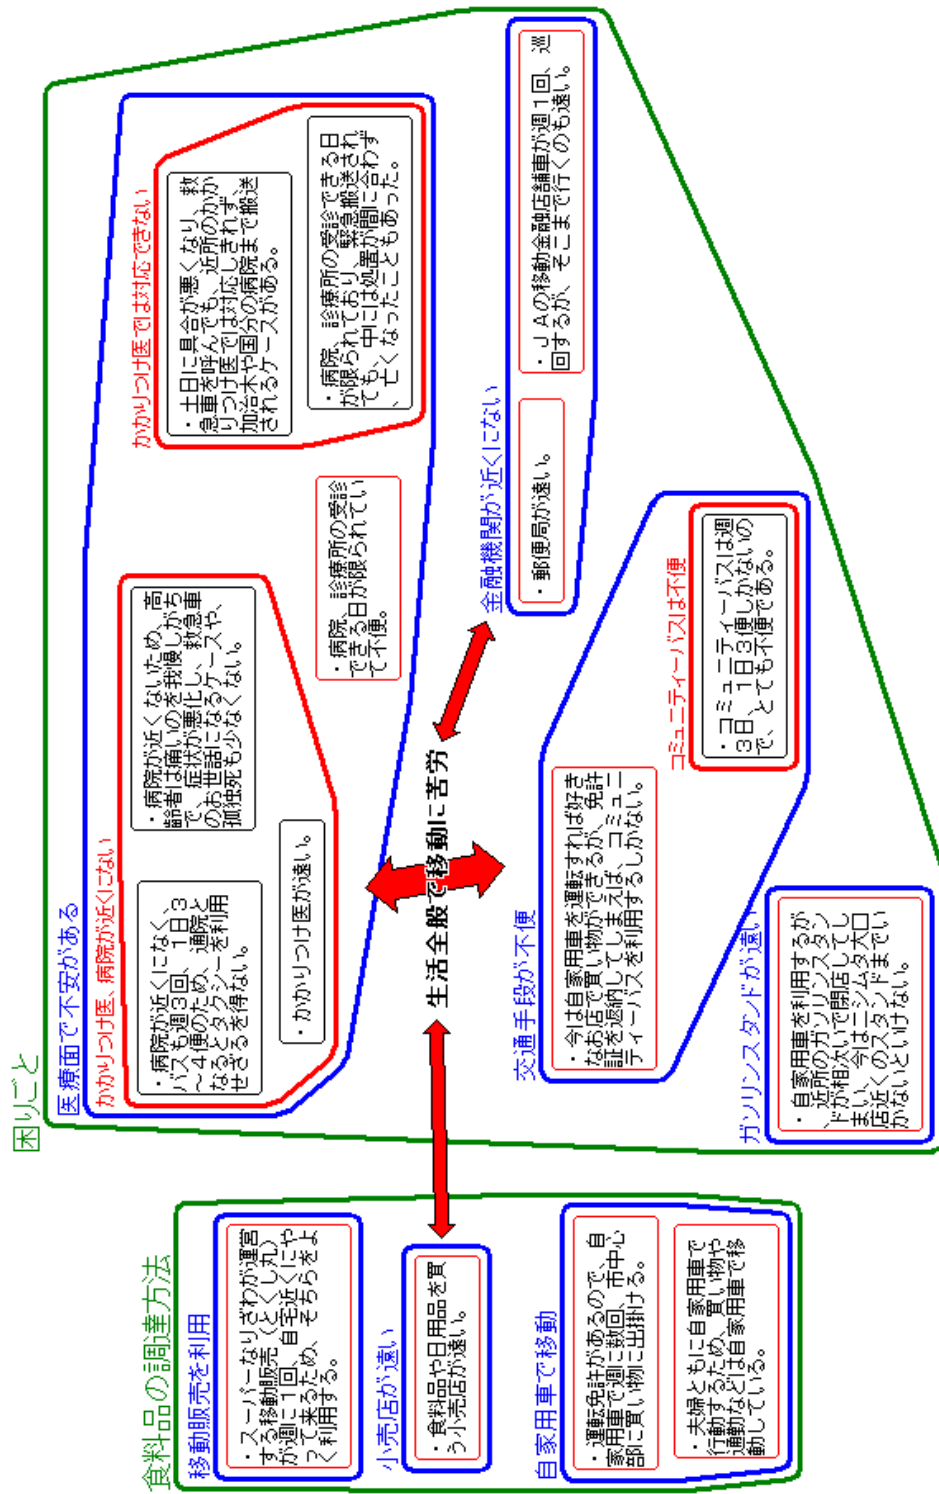 困りごと
医療面で不安がある
かかりつけ医、病院が近くにない
・病院が近くになく、
バスも週3回、1日3
～4便のため、通院と
なるとタクシーを利用
せざるを得ない。
・病院が近くないため、高
齢者は痛いのを我慢しがち
で、症状が悪化し、救急車
のお世話になるケースや、
孤独死も少なくない。
・かかりつけ医が遠い。
・病院、診療所の受診
できる日が限られてい
て不便。
かかりつけ医では対応できない
・土日に具合が悪くなり、救
急車を呼んでも、近所のかか
りつけ医では対応しきれず、
加治木や国分の病院まで搬送
されるケースがある。
・病院、診療所の受診できる日
が限られており、緊急搬送され
ても、中には処置が間に合わず
、亡くなったこともあった。
生活全般で移動に苦労
金融機関が近くにない
・郵便局が遠い。
・ＪＡの移動金融店舗車が週１回、巡
回するが、そこまで行くのも遠い。
交通手段が不便
・今は自家用車を運転すれば好き
なお店で買い物ができるが、免許
証を返納してしまえば、コミュニ
ティーバスを利用するしかない。
コミュニティーバスは不便
・コミュニティーバスは週
3日、1日3便しかないの
で、とても不便である。
ガソリンスタンドが遠い
・自家用車を利用するが
、近所のガソリンスタン
ドが相次いで閉店してし
まい、今はニシムタ大口
店近くのスタンドまでい
かないといけない。
食料品の調達方法
移動販売を利用
・スーパーなりざわが運営
する移動販売（とくし丸）
が週に１回、自宅近くにや
って来るため、そちらをよ
く利用する。
小売店が遠い
・食料品や日用品を買
う小売店が遠い。
自家用車で移動
・運転免許があるので、自
家用車で週に数回、市中心
部に買い物に出掛ける。
・夫婦ともに自家用車で
行動するため、買い物や
通勤などは自家用車で移
動している。